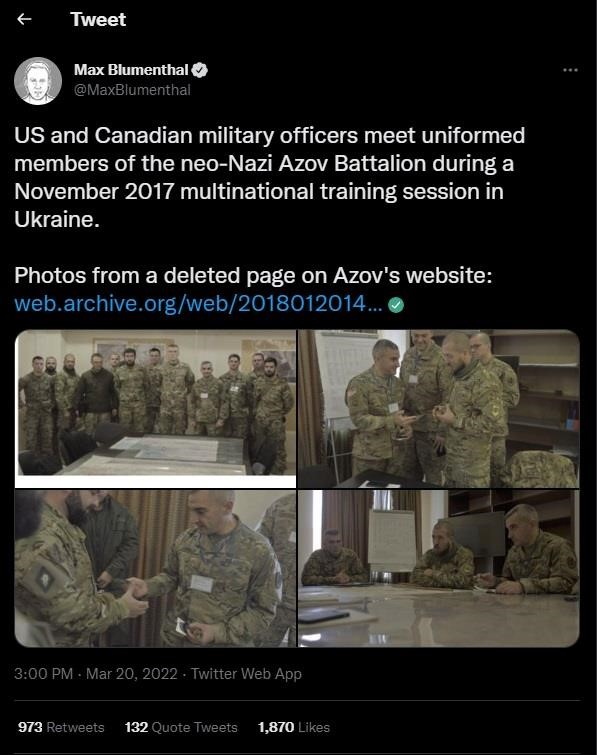 Tweet
Max Blumenthal
@MaxBlumenthal
US and Canadian military officers meet uniformed
members of the neo-Nazi Azov Battalion during a
November 2017 multinational training session in
Ukraine.
Photos from a deleted page on Azov's website:
web.archive.org/web/2018012014...
3:00 PM · Mar 20, 2022 · Twitter Web App
973 Retweets 132 Quote Tweets 1,870 Likes